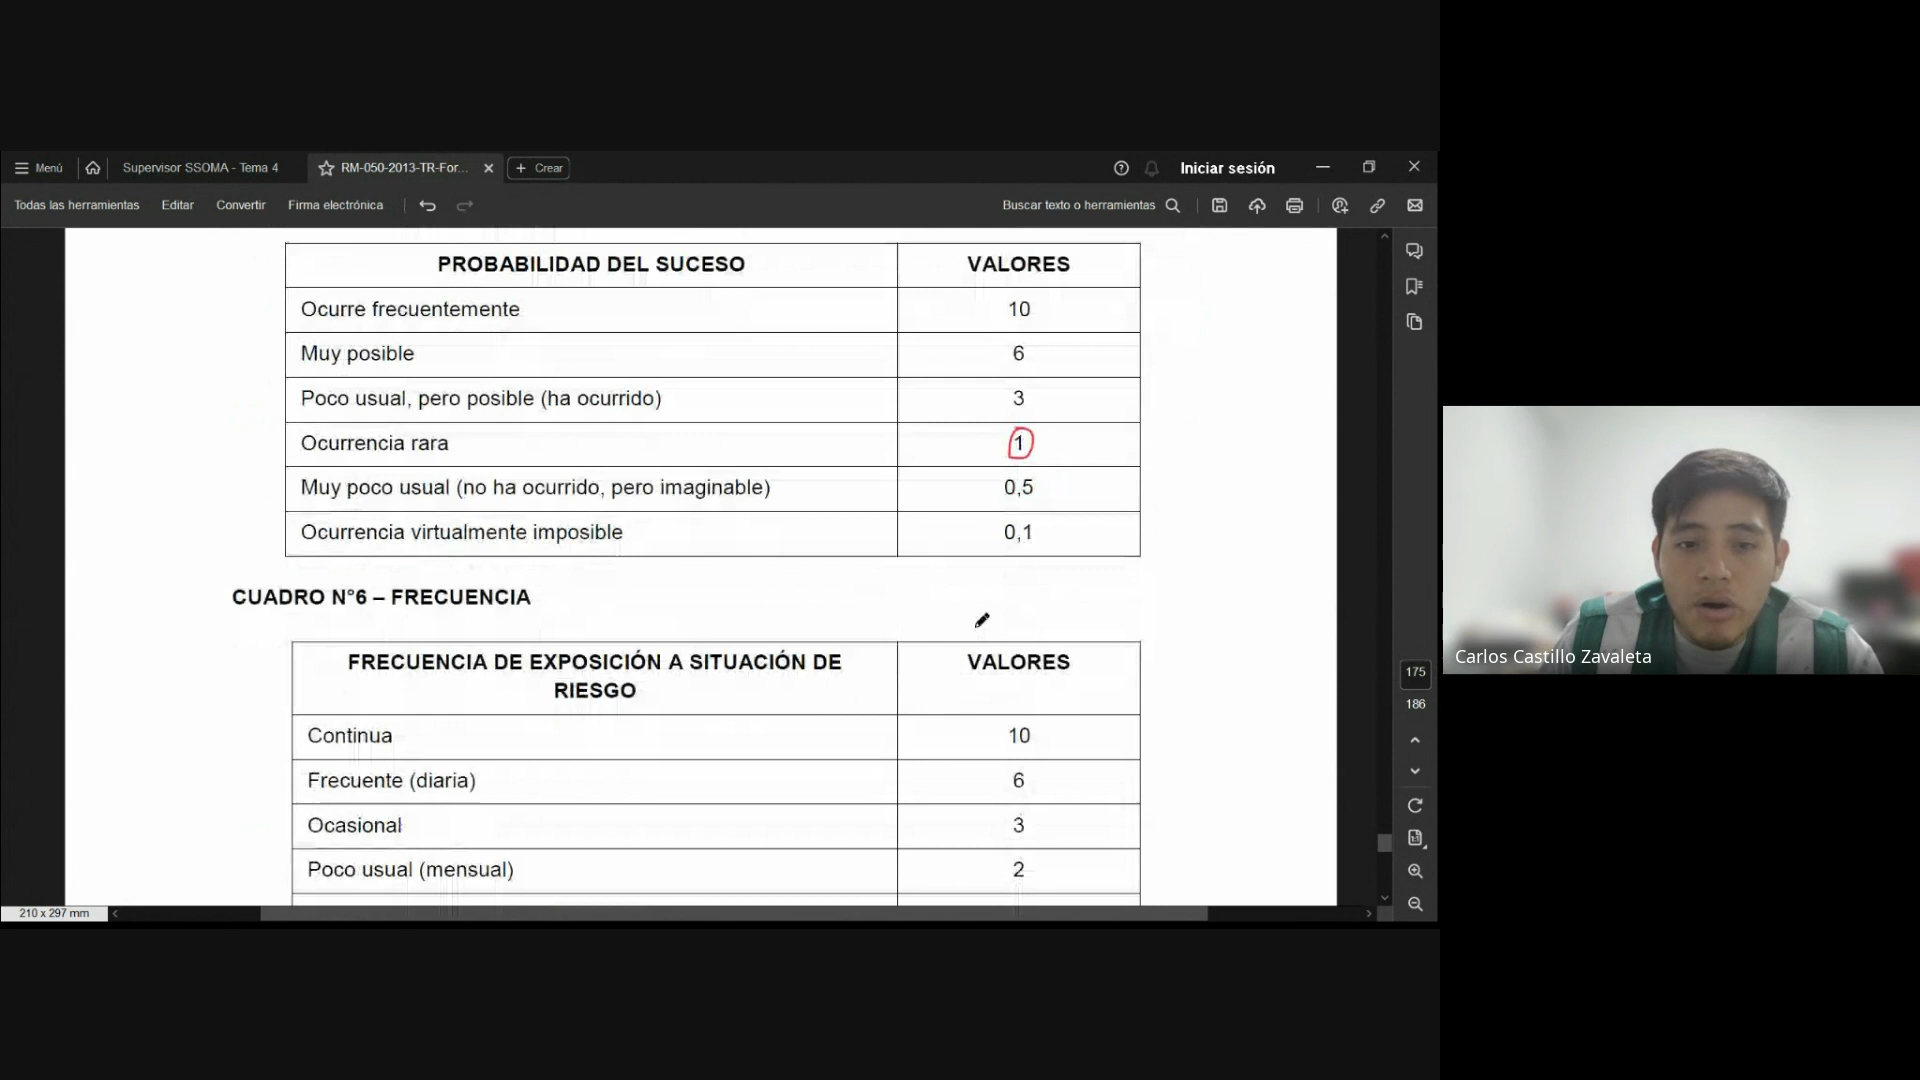 Menú
Supervisor SSOMA - Tema 4
RM-050-2013-TR-For...
Crear
Iniciar sesión
Todas las herramientas
Editar
Convertir
Firma electrónica
Buscar texto o herramientas
PROBABILIDAD DEL SUCESO VALORES
Ocurre frecuentemente 10
Muy posible 6
Poco usual, pero posible (ha ocurrido) 3
Ocurrencia rara 1
Muy poco usual (no ha ocurrido, pero imaginable) 0,5
Ocurrencia virtualmente imposible 0,1
CUADRO N°6 – FRECUENCIA
FRECUENCIA DE EXPOSICIÓN A SITUACIÓN DE
RIESGO
VALORES
Continua 10
Frecuente (diaria) 6
Ocasional 3
Poco usual (mensual) 2
175
186
210 x 297 mm
Carlos Castillo Zavaleta